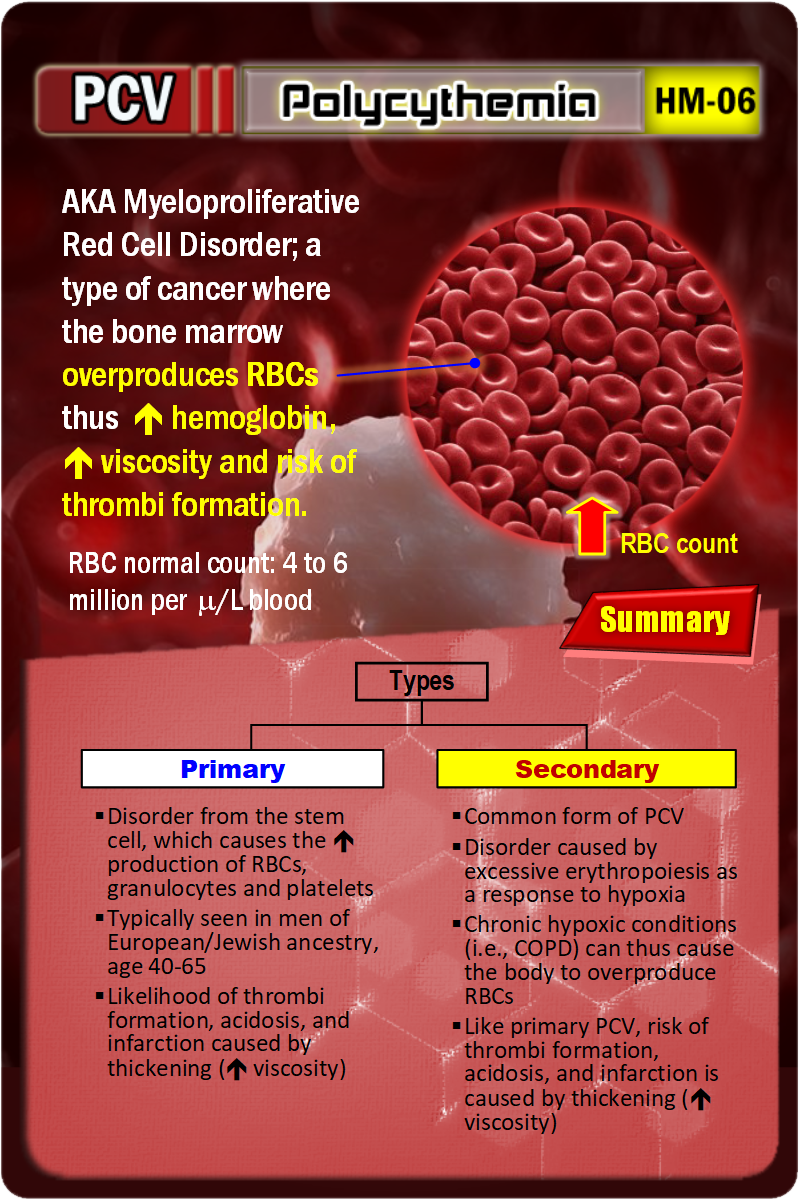 PCV
Polycythemia
HM-06
AKA Myeloproliferative
Red Cell Disorder; a
type of cancer where
the bone marrow
overproduces RBCs
thus ↑ hemoglobin,
↑ viscosity and risk of
thrombi formation.
RBC normal count: 4 to 6
million per µ/L blood
RBC count
Summary
Types
Primary
▪ Disorder from the stem
cell, which causes the ↑
production of RBCs,
granulocytes and platelets
▪ Typically seen in men of
European/Jewish ancestry,
age 40-65
▪ Likelihood of thrombi
formation, acidosis, and
infarction caused by
thickening (↑ viscosity)
Secondary
▪ Common form of PCV
▪ Disorder caused by
excessive erythropoiesis as
a response to hypoxia
▪ Chronic hypoxic conditions
(i.e., COPD) can thus cause
the body to overproduce
RBCs
▪ Like primary PCV, risk of
thrombi formation,
acidosis, and infarction is
caused by thickening (↑
viscosity)